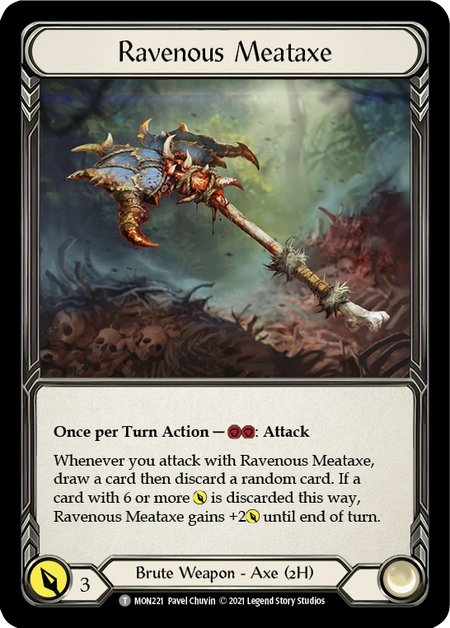 Ravenous Meataxe
Once per Turn Action — : Attack
Whenever you attack with Ravenous Meataxe,
draw a card then discard a random card. If a
card with 6 or more is discarded this way,
Ravenous Meataxe gains +2 until end of turn.
3
Brute Weapon - Axe (2H)
T MON221 Pavel Chuvin © 2021 Legend Story Studios